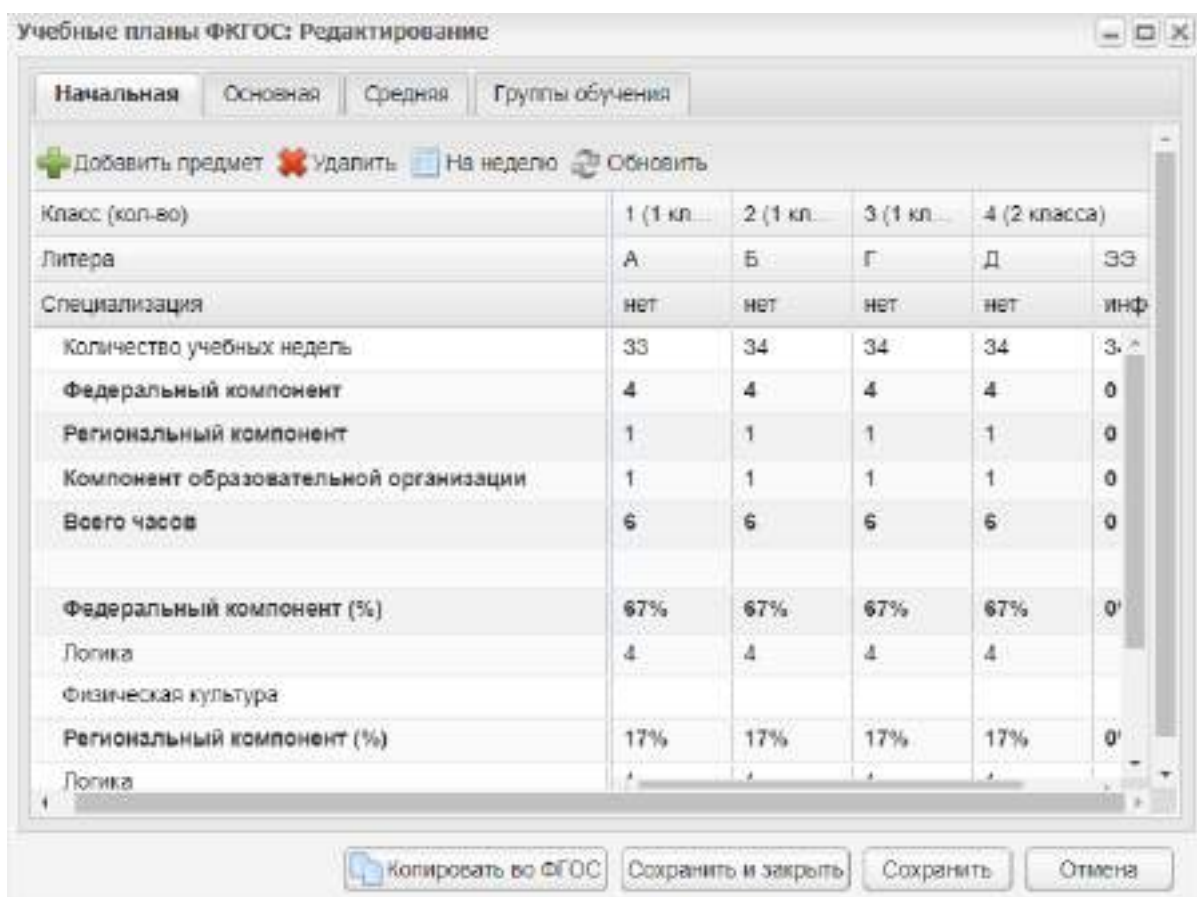 Учебные планы ФКГОС: Редактирование
Начальная Основная Средняя Группы обучения
Добавить предмет Удалить На неделю Обновить
Класс (кол-во) 1 (1 кл... 2 (1 кл... 3 (1 кл... 4 (2 класса)
Литера А Б Г Д ЭЭ
Специализация нет нет нет нет инф
Количество учебных недель 33 34 34 34
Федеральный компонент 4 4 4 4 0
Региональный компонент 1 1 1 1 0
Компонент образовательной организации 1 1 1 1 0
Всего часов 6 6 6 6 0
Федеральный компонент (%) 67% 67% 67% 67% 0
Логика 4 4 4 4
Физическая культура
Региональный компонент (%) 17% 17% 17% 17% 0
Логика
Копировать во ФГОС Сохранить и закрыть Сохранить Отмена